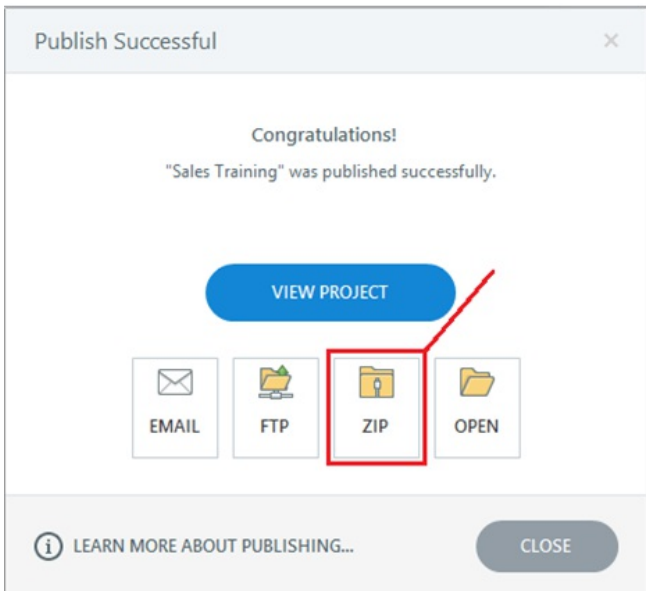 Publish Successful
Congratulations!
"Sales Training" was published successfully.
VIEW PROJECT
EMAIL FTP ZIP OPEN
LEARN MORE ABOUT PUBLISHING... CLOSE